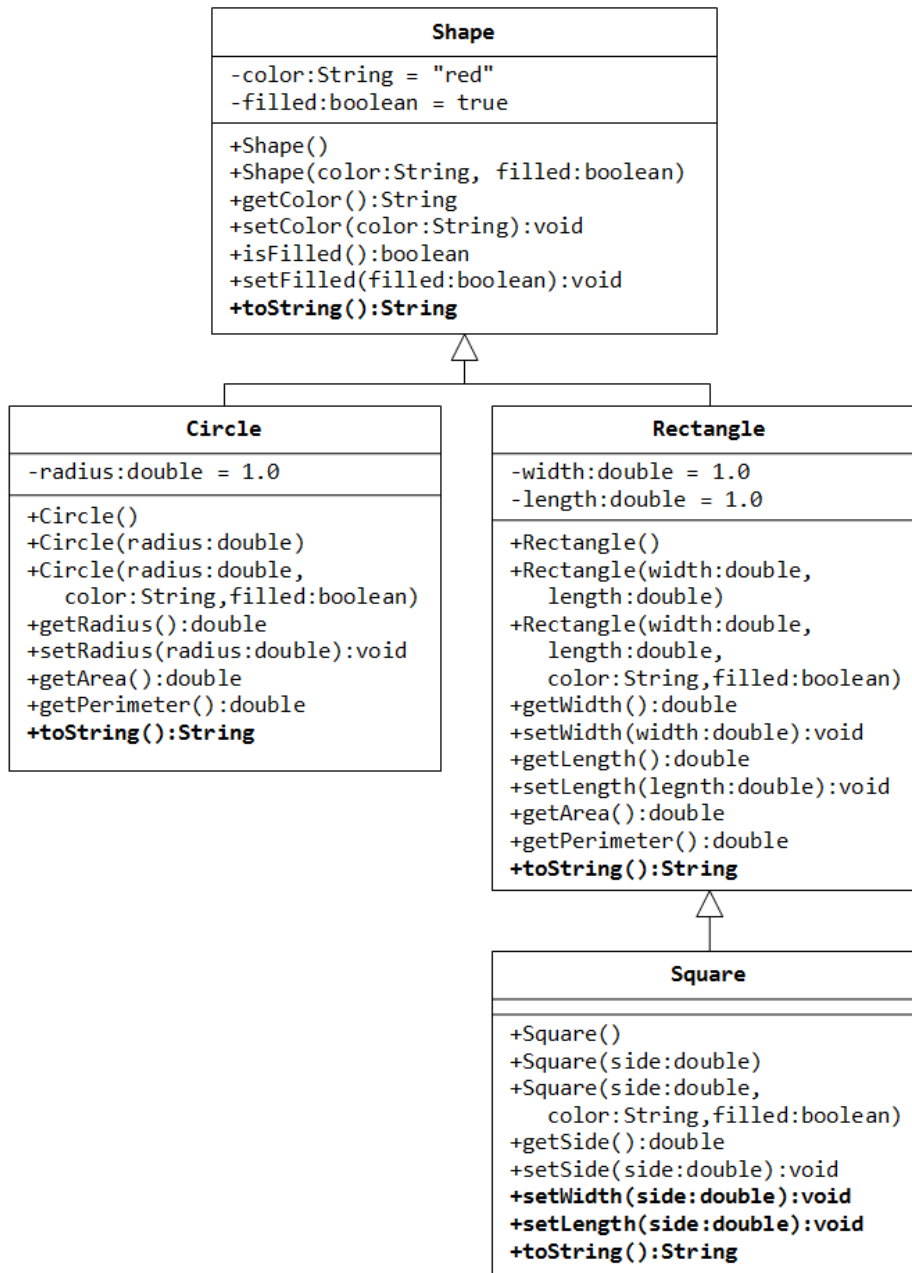 Shape
-color:String = "red"
-filled:boolean = true
+Shape()
+Shape(color:String, filled:boolean)
+getColor():String
+setColor(color:String):void
+isFilled():boolean
+setFilled(filled:boolean):void
+toString():String
Circle
-radius:double = 1.0
+Circle()
+Circle(radius:double)
+Circle(radius:double,
color:String,filled:boolean)
+getRadius():double
+setRadius(radius:double):void
+getArea():double
+getPerimeter():double
+toString():String
Rectangle
-width:double = 1.0
-length:double = 1.0
+Rectangle()
+Rectangle(width:double,
length:double)
+Rectangle(width:double,
length:double,
color:String,filled:boolean)
+getWidth():double
+setWidth(width:double):void
+getLength():double
+setLength(legnth:double):void
+getArea():double
+getPerimeter():double
+toString():String
Square
+Square()
+Square(side:double)
+Square(side:double,
color:String,filled:boolean)
+getSide():double
+setSide(side:double):void
+setWidth(side:double):void
+setLength(side:double):void
+toString():String